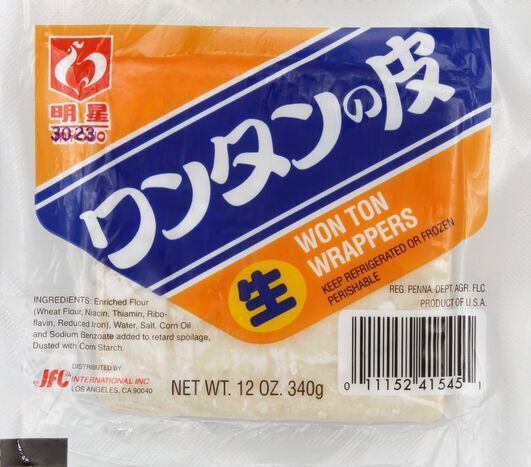 明星
30-230
ワンタンの皮
生
WON TON
WRAPPERS
KEEP REFRIGERATED OR FROZEN
PERISHABLE
REG. PENNA. DEPT. AGR. FLC.
PRODUCT OF U.S.A.
INGREDIENTS: Enriched Flour
(Wheat Flour, Niacin, Thiamin, Ribo-
flavin, Reduced Iron), Water, Salt, Corn Oil
and Sodium Benzoate added to retard spoilage,
Dusted with Corn Starch.
DISTRIBUTED BY
JFC INTERNATIONAL INC
LOS ANGELES, CA 90040
NET WT. 12 OZ. 340g
0 11152 41545 1